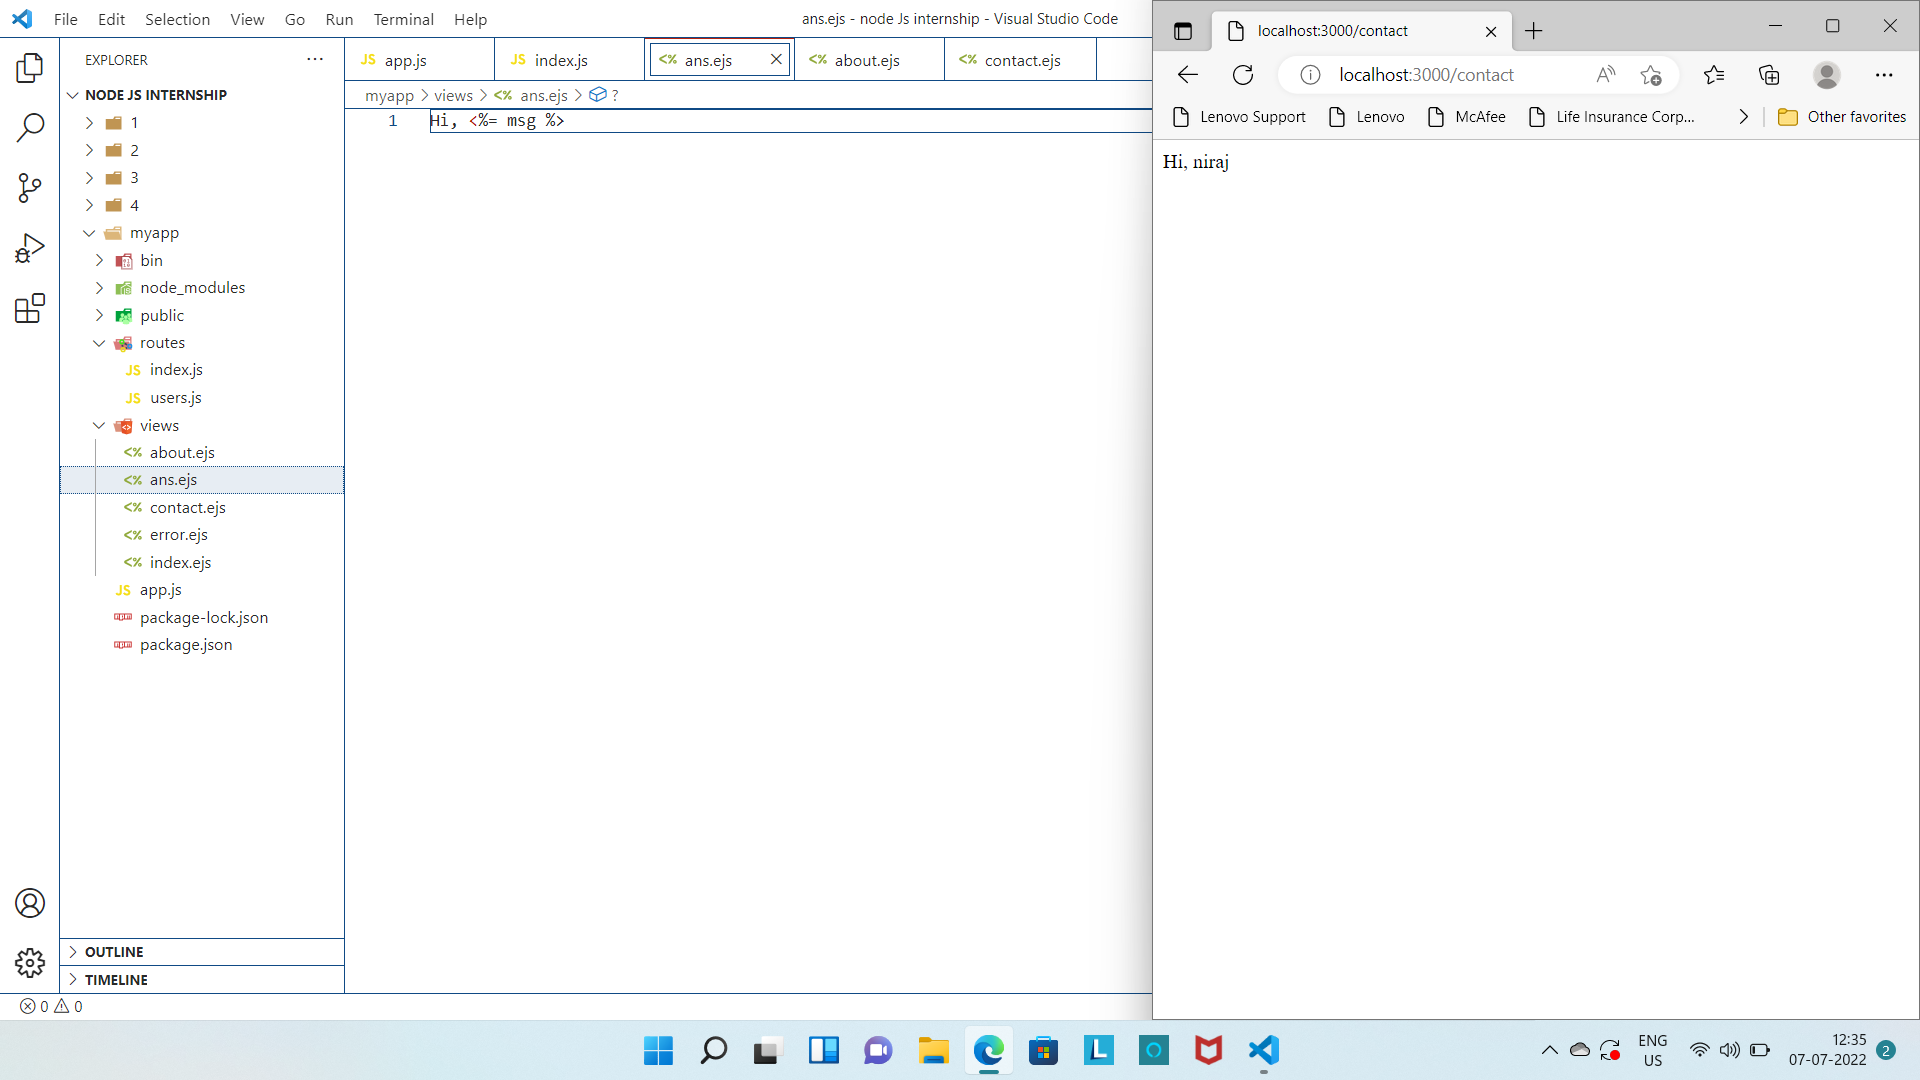 File Edit Selection View Go Run Terminal Help
ans.ejs - node Js internship - Visual Studio Code
EXPLORER
NODE JS INTERNSHIP
1
2
3
4
myapp
bin
node_modules
public
routes
JS index.js
JS users.js
views
<% about.ejs
<% ans.ejs
<% contact.ejs
<% error.ejs
<% index.ejs
JS app.js
package-lock.json
package.json
OUTLINE
TIMELINE
0 0
JS app.js JS index.js <% ans.ejs <% about.ejs <% contact.ejs
myapp > views > <% ans.ejs > ?
1 Hi, <%= msg %>
localhost:3000/contact
localhost:3000/contact
Lenovo Support Lenovo McAfee Life Insurance Corp... Other favorites
Hi, niraj
ENG
US
12:35
07-07-2022
2